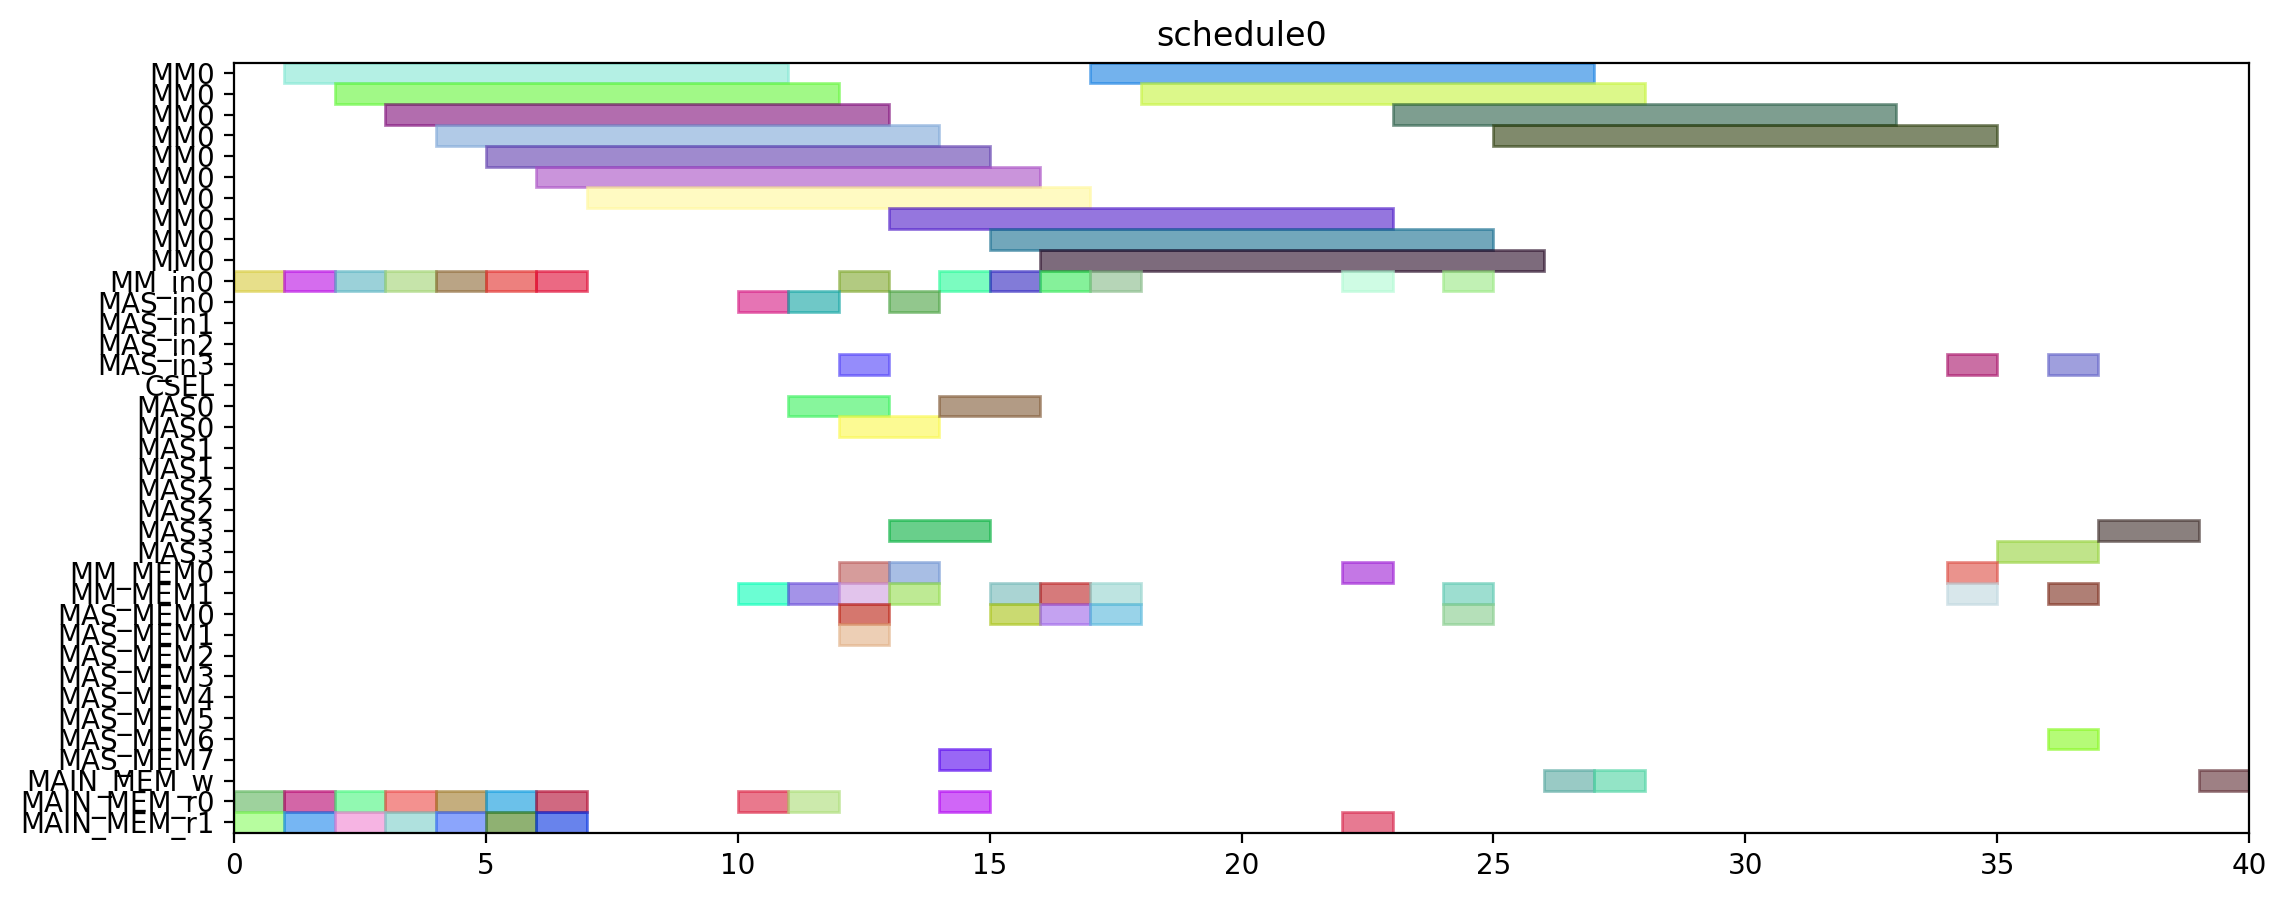 schedule0
MM0
MM0
MM0
MM0
MM0
MM0
MM0
MM0
MM0
MM0
MM_in0
MAS_in0
MAS_in1
MAS_in2
MAS_in3
CSEL
MAS0
MAS0
MAS1
MAS1
MAS2
MAS2
MAS3
MAS3
MM_MEM0
MM_MEM1
MAS_MEM0
MAS_MEM1
MAS_MEM2
MAS_MEM3
MAS_MEM4
MAS_MEM5
MAS_MEM6
MAS_MEM7
MAIN_MEM_w
MAIN_MEM_r0
MAIN_MEM_r1
0 5 10 15 20 25 30 35 40